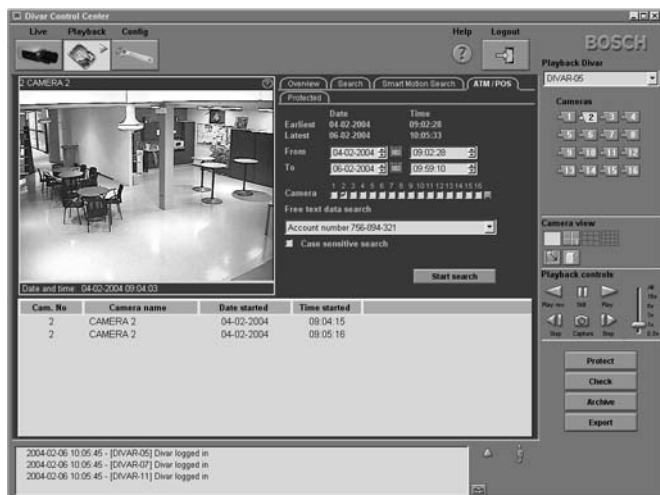 Divar Control Center
Live Playback Config Help Logout
BOSCH
Playback Divar
DIVAR-05
Cameras
1 2 3 4
5 6 7 8
9 10 11 12
13 14 15 16
Camera view
Playback controls
Play rev Still Play
Step Capture Step
Protect
Check
Archive
Export
2 CAMERA 2
Date and time: 04-02-2004 09:04:03
Overview Search Smart Motion Search ATM/POS
Protected
Date Time
Earliest 04-02-2004 09:02:28
Latest 06-02-2004 10:05:33
From 04-02-2004 09:02:28
To 06-02-2004 09:59:10
1 2 3 4 5 6 7 8 9 10 11 12 13 14 15 16
Camera
Free text data search
Account number 756-894-321
Case sensitive search
Start search
Cam. No Camera name Date started Time started
2 CAMERA 2 04-02-2004 09:04:15
2 CAMERA 2 04-02-2004 09:05:16
2004-02-06 10:05:45 - [DIVAR-05] Divar logged in
2004-02-06 10:05:45 - [DIVAR-07] Divar logged in
2004-02-06 10:05:45 - [DIVAR-11] Divar logged in